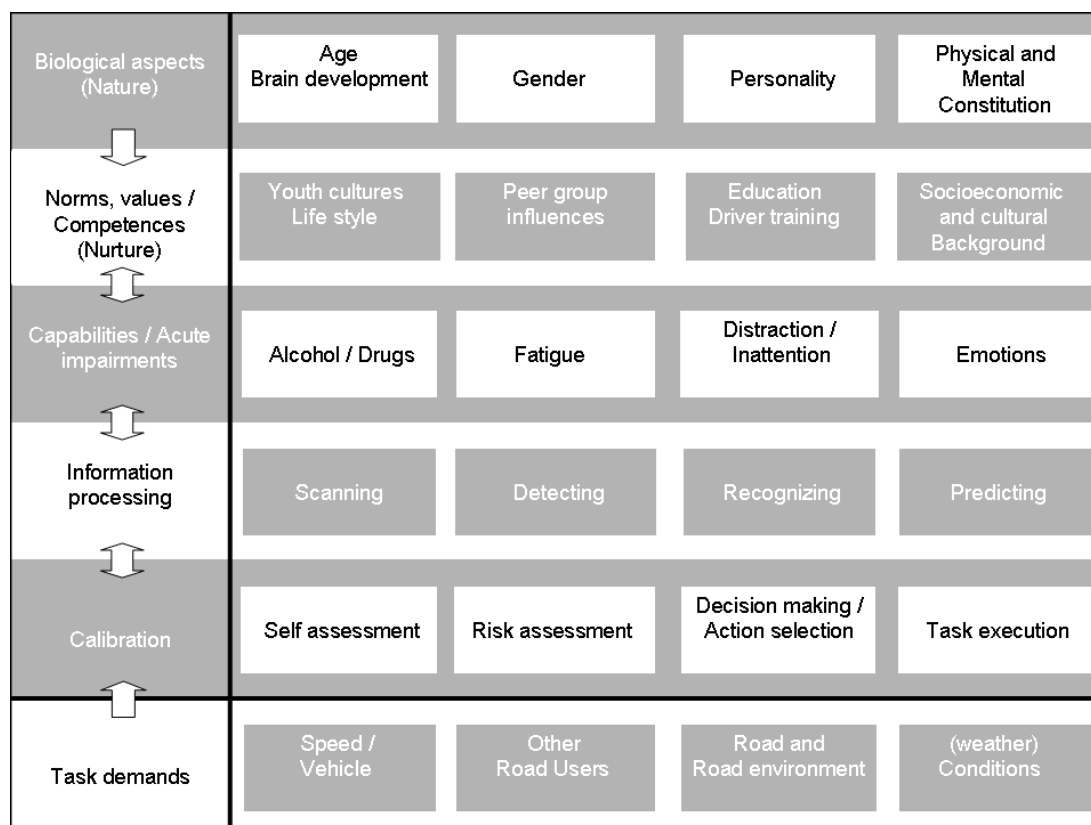 Biological aspects
(Nature)
Age
Brain development
Gender
Personality
Physical and
Mental
Constitution
Norms, values /
Competences
(Nurture)
Youth cultures
Life style
Peer group
influences
Education
Driver training
Socioeconomic
and cultural
Background
Capabilities / Acute
impairments
Alcohol / Drugs
Fatigue
Distraction /
Inattention
Emotions
Information
processing
Scanning
Detecting
Recognizing
Predicting
Calibration
Self assessment
Risk assessment
Decision making /
Action selection
Task execution
Task demands
Speed /
Vehicle
Other
Road Users
Road and
Road environment
(weather)
Conditions